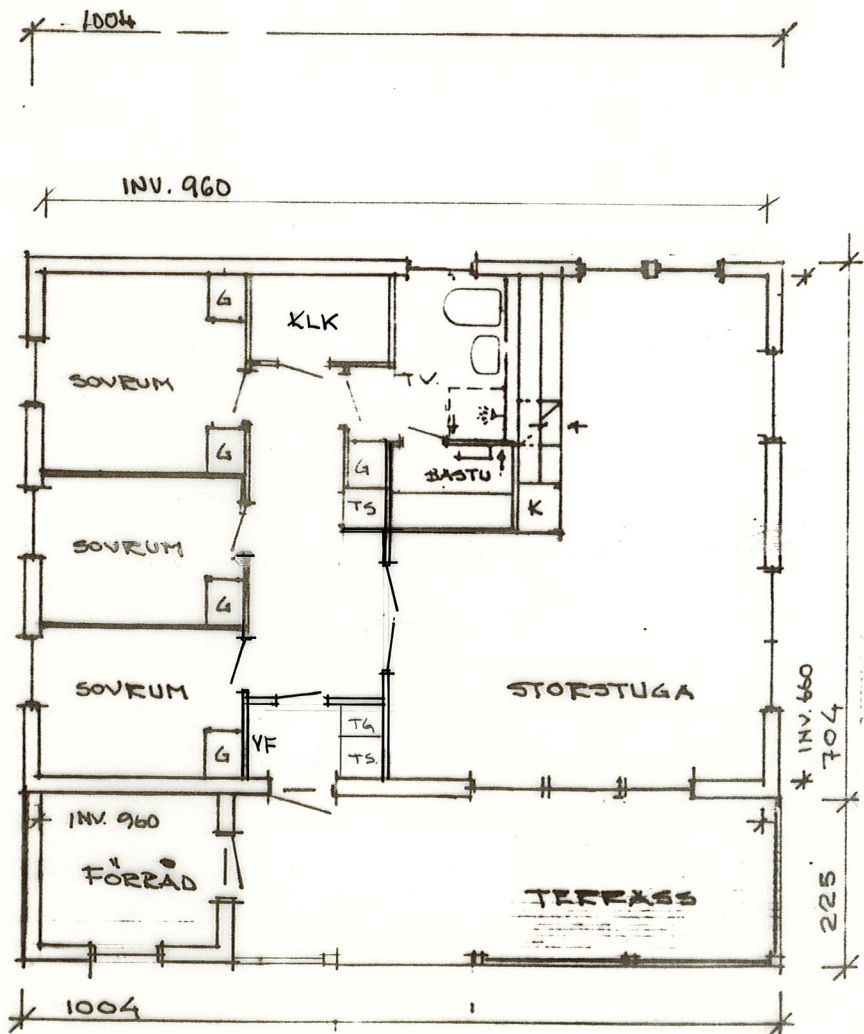 1004
INV. 960
G
KLK
SOVRUM
TV.
G
G
BASTU
TS
K
SOVRUM
G
SOVRUM
STORSTUGA
INV. 660
704
G
VF
TG
TS.
INV. 960
FÖRRÅD
TERRASS
225
1004